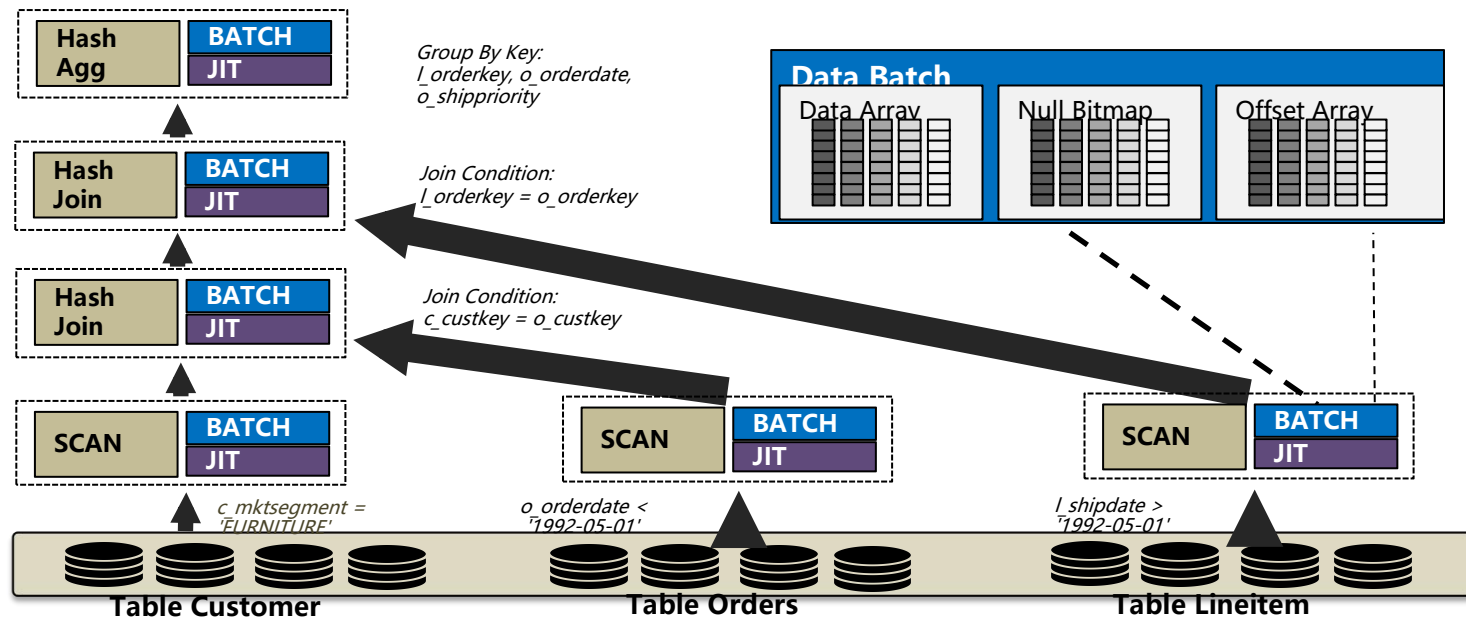 Hash
Agg
BATCH
JIT
Group By Key:
l_orderkey, o_orderdate,
o_shippriority
Data Batch
Data Array
Null Bitmap
Offset Array
Hash
Join
BATCH
JIT
Join Condition:
l_orderkey = o_orderkey
Hash
Join
BATCH
JIT
Join Condition:
c_custkey = o_custkey
SCAN
BATCH
JIT
SCAN
BATCH
JIT
SCAN
BATCH
JIT
c_mktsegment =
'FURNITURE'
o_orderdate <
'1992-05-01'
l_shipdate >
'1992-05-01'
Table Customer
Table Orders
Table Lineitem